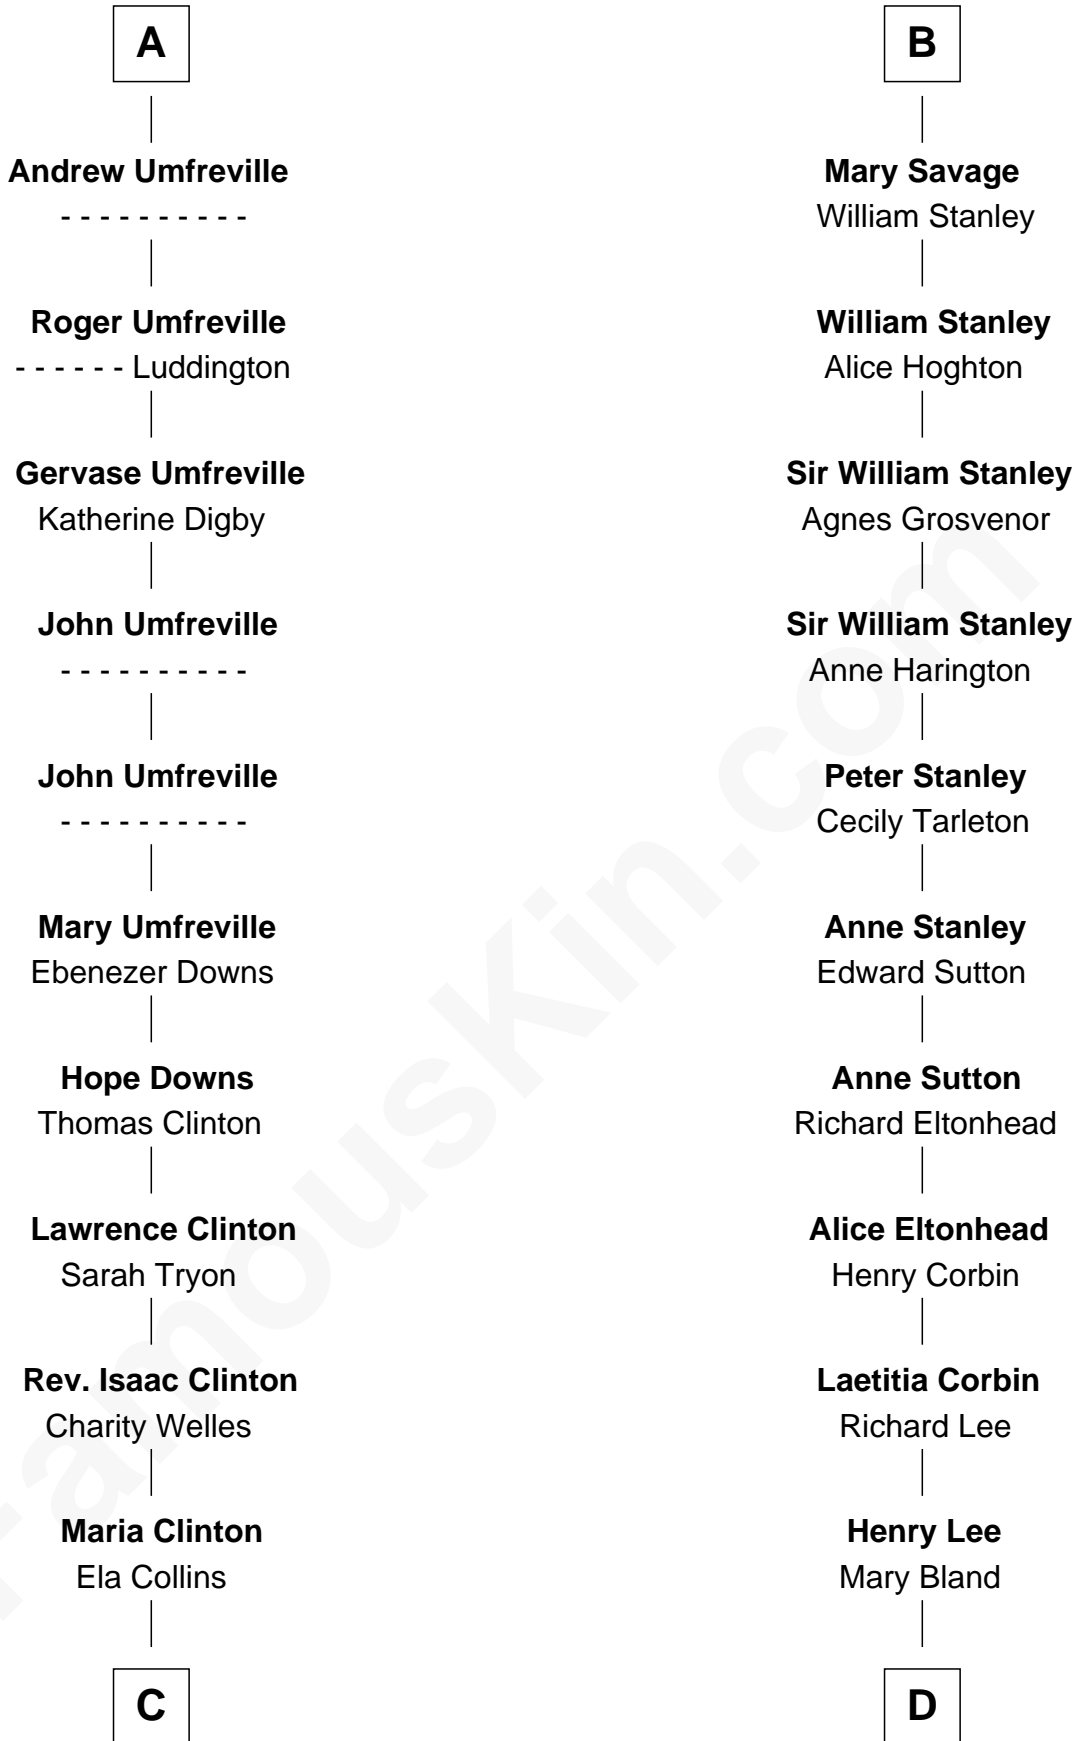 A
Andrew Umfreville
- - - - - - - - - -
Roger Umfreville
- - - - - - Luddington
Gervase Umfreville
Katherine Digby
John Umfreville
- - - - - - - - - -
John Umfreville
- - - - - - - - - -
Mary Umfreville
Ebenezer Downs
Hope Downs
Thomas Clinton
Lawrence Clinton
Sarah Tryon
Rev. Isaac Clinton
Charity Welles
Maria Clinton
Ela Collins
C
B
Mary Savage
William Stanley
William Stanley
Alice Hoghton
Sir William Stanley
Agnes Grosvenor
Sir William Stanley
Anne Harington
Peter Stanley
Cecily Tarleton
Anne Stanley
Edward Sutton
Anne Sutton
Richard Eltonhead
Alice Eltonhead
Henry Corbin
Laetitia Corbin
Richard Lee
Henry Lee
Mary Bland
D
FamousKin.com